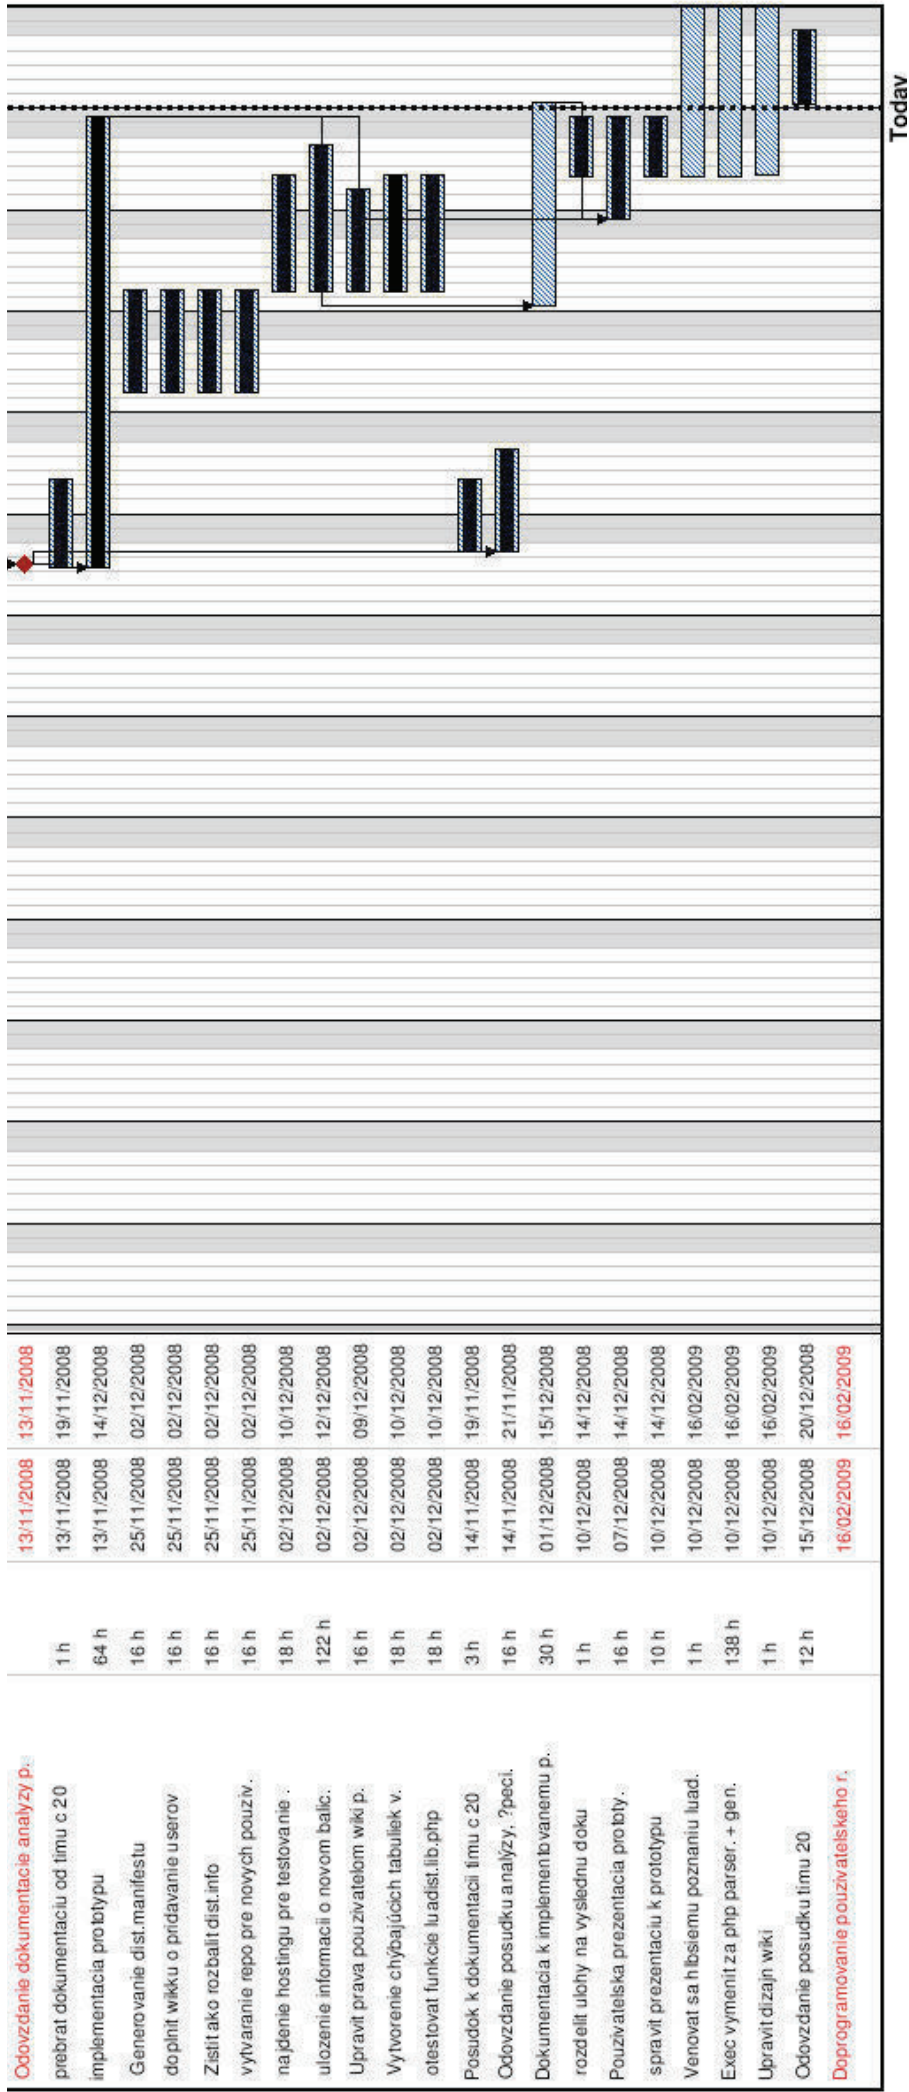 Odovzdanie dokumentacie analyzy p. 13/11/2008 13/11/2008
prebrat dokumentaciu od timu c 20 1 h 13/11/2008 19/11/2008
implementacia prototypu 64 h 13/11/2008 14/12/2008
Generovanie dist.manifestu 16 h 25/11/2008 02/12/2008
doplnit wikku o pridavanie userov 16 h 25/11/2008 02/12/2008
Zistit ako rozbalit dist.info 16 h 25/11/2008 02/12/2008
vytvaranie repo pre novych pouziv. 16 h 25/11/2008 02/12/2008
najdenie hostingu pre testovanie . 18 h 02/12/2008 10/12/2008
ulozenie informacii o novom balic. 122 h 02/12/2008 12/12/2008
Upravit prava pouzivatelom wiki p. 16 h 02/12/2008 09/12/2008
Vytvorenie chýbajúcich tabuliek v. 18 h 02/12/2008 10/12/2008
otestovat funkcie luadist.lib.php 18 h 02/12/2008 10/12/2008
Posudok k dokumentacii timu c 20 3 h 14/11/2008 19/11/2008
Odovzdanie posudku analýzy, ?peci. 16 h 14/11/2008 21/11/2008
Dokumentacia k implementovanemu p. 30 h 01/12/2008 15/12/2008
rozdelit ulohy na vyslednu doku 1 h 10/12/2008 14/12/2008
Pouzivatelska prezentacia prototy. 16 h 07/12/2008 14/12/2008
spravit prezentaciu k prototypu 10 h 10/12/2008 14/12/2008
Venovat sa hlbsiemu poznaniu luad. 1 h 10/12/2008 16/02/2009
Exec vymenit za php parser. + gen. 138 h 10/12/2008 16/02/2009
Upravit dizajn wiki 1 h 10/12/2008 16/02/2009
Odovzdanie posudku timu 20 12 h 15/12/2008 20/12/2008
Doprogramovanie pouzivatelskeho r. 16/02/2009 16/02/2009
Today